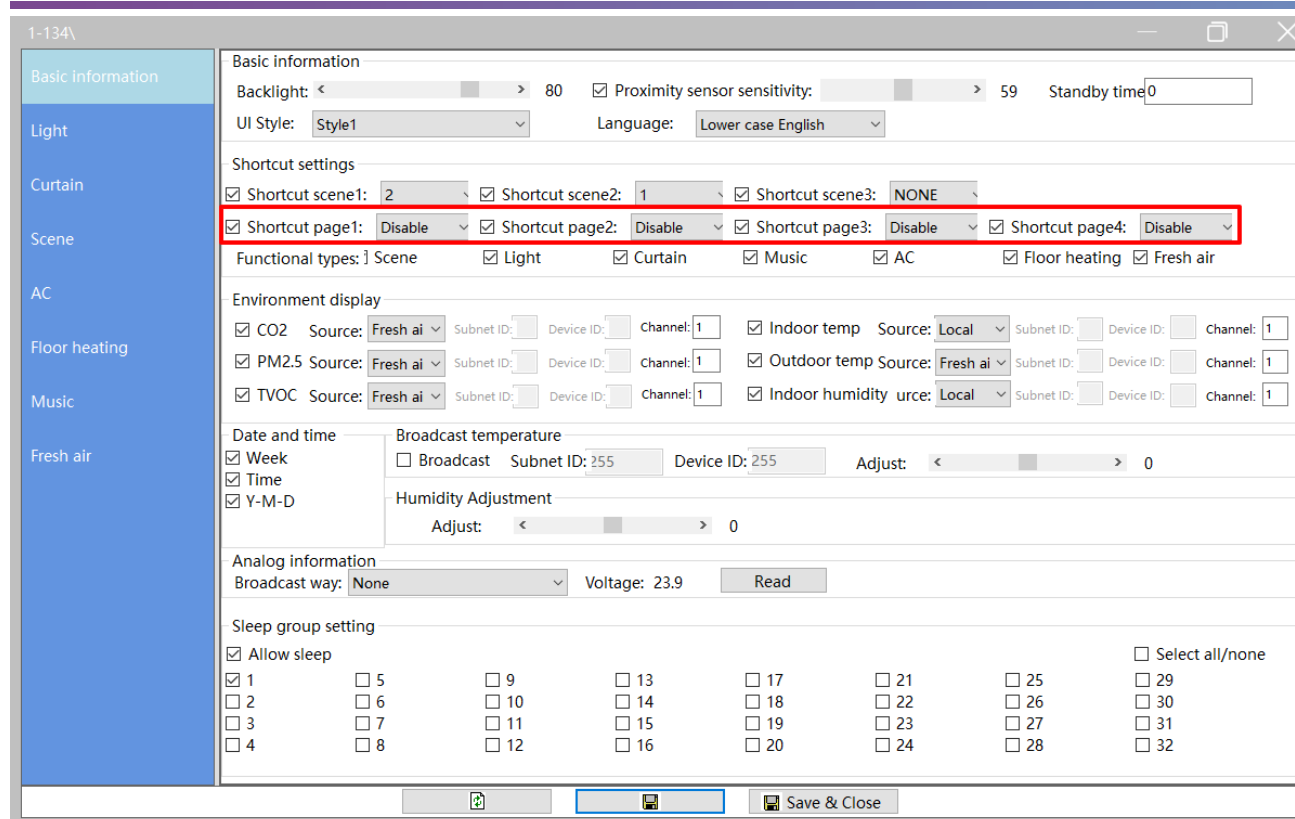 1-134\
Basic information
Light
Curtain
Scene
AC
Floor heating
Music
Fresh air
Basic information
Backlight: 80 Proximity sensor sensitivity: 59 Standby time 0
UI Style: Style1 Language: Lower case English
Shortcut settings
Shortcut scene1: 2 Shortcut scene2: 1 Shortcut scene3: NONE
Shortcut page1: Disable Shortcut page2: Disable Shortcut page3: Disable Shortcut page4: Disable
Functional types: Scene Light Curtain Music AC Floor heating Fresh air
Environment display
CO2 Source: Fresh ai Subnet ID: Device ID: Channel: 1 Indoor temp Source: Local Subnet ID: Device ID: Channel: 1
PM2.5 Source: Fresh ai Subnet ID: Device ID: Channel: 1 Outdoor temp Source: Fresh ai Subnet ID: Device ID: Channel: 1
TVOC Source: Fresh ai Subnet ID: Device ID: Channel: 1 Indoor humidity urce: Local Subnet ID: Device ID: Channel: 1
Date and time
Week
Time
Y-M-D
Broadcast temperature
Broadcast Subnet ID: 255 Device ID: 255 Adjust: 0
Humidity Adjustment
Adjust: 0
Analog information
Broadcast way: None Voltage: 23.9 Read
Sleep group setting
Allow sleep Select all/none
1 5 9 13 17 21 25 29
2 6 10 14 18 22 26 30
3 7 11 15 19 23 27 31
4 8 12 16 20 24 28 32
Save & Close